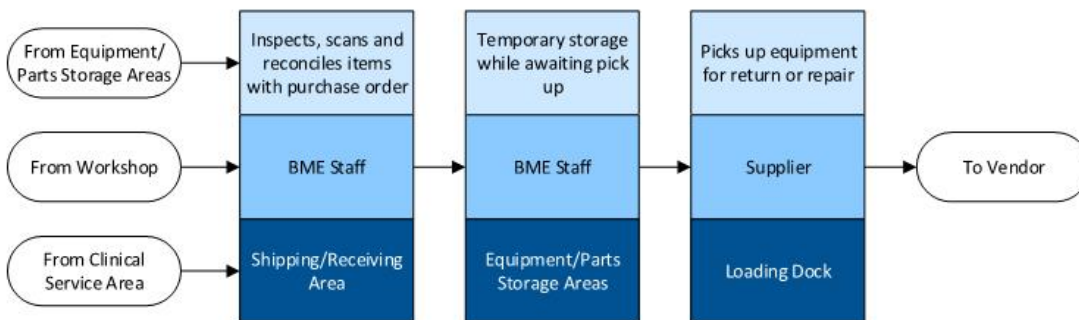 From Equipment/
Parts Storage Areas
Inspects, scans and
reconciles items
with purchase order
Temporary storage
while awaiting pick
up
Picks up equipment
for return or repair
From Workshop
BME Staff
BME Staff
Supplier
To Vendor
From Clinical
Service Area
Shipping/Receiving
Area
Equipment/Parts
Storage Areas
Loading Dock